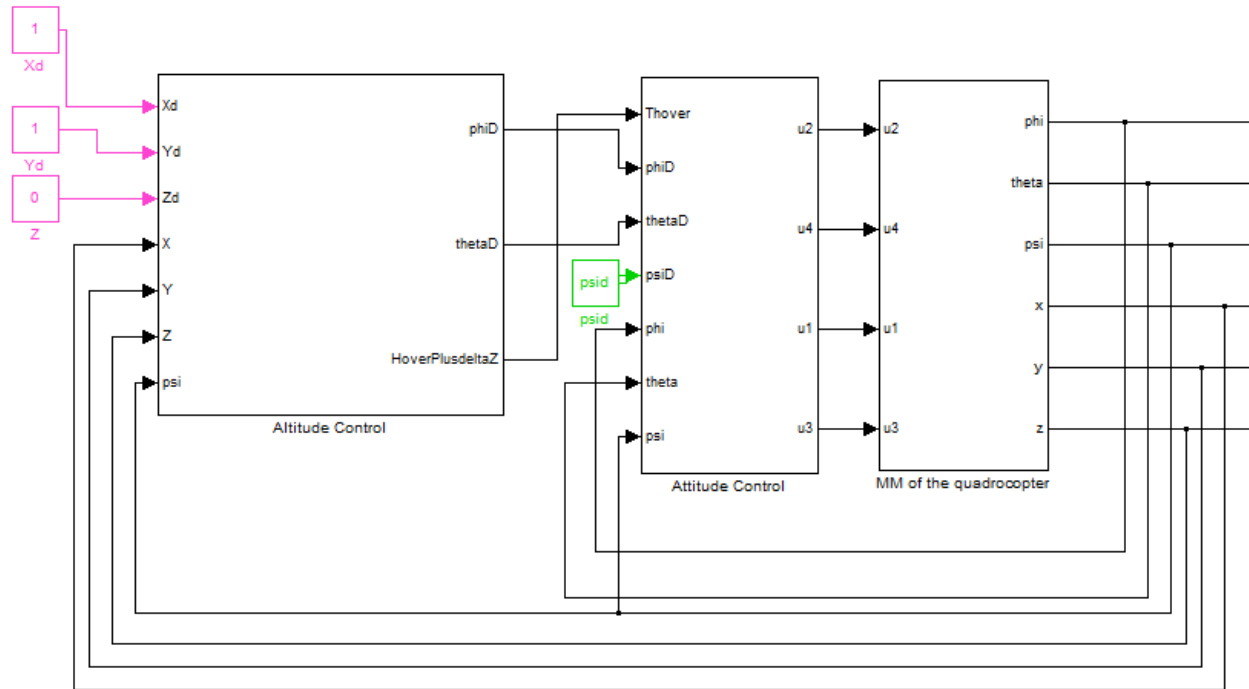 1
Xd
1
Yd
0
Z
Xd
Yd
Zd
X
Y
Z
psi
phiD
thetaD
HoverPlusdeltaZ
Altitude Control
psid
psid
Thover
phiD
thetaD
psiD
phi
theta
psi
u2
u4
u1
u3
Attitude Control
u2
u4
u1
u3
phi
theta
psi
x
y
z
MM of the quadrocopter